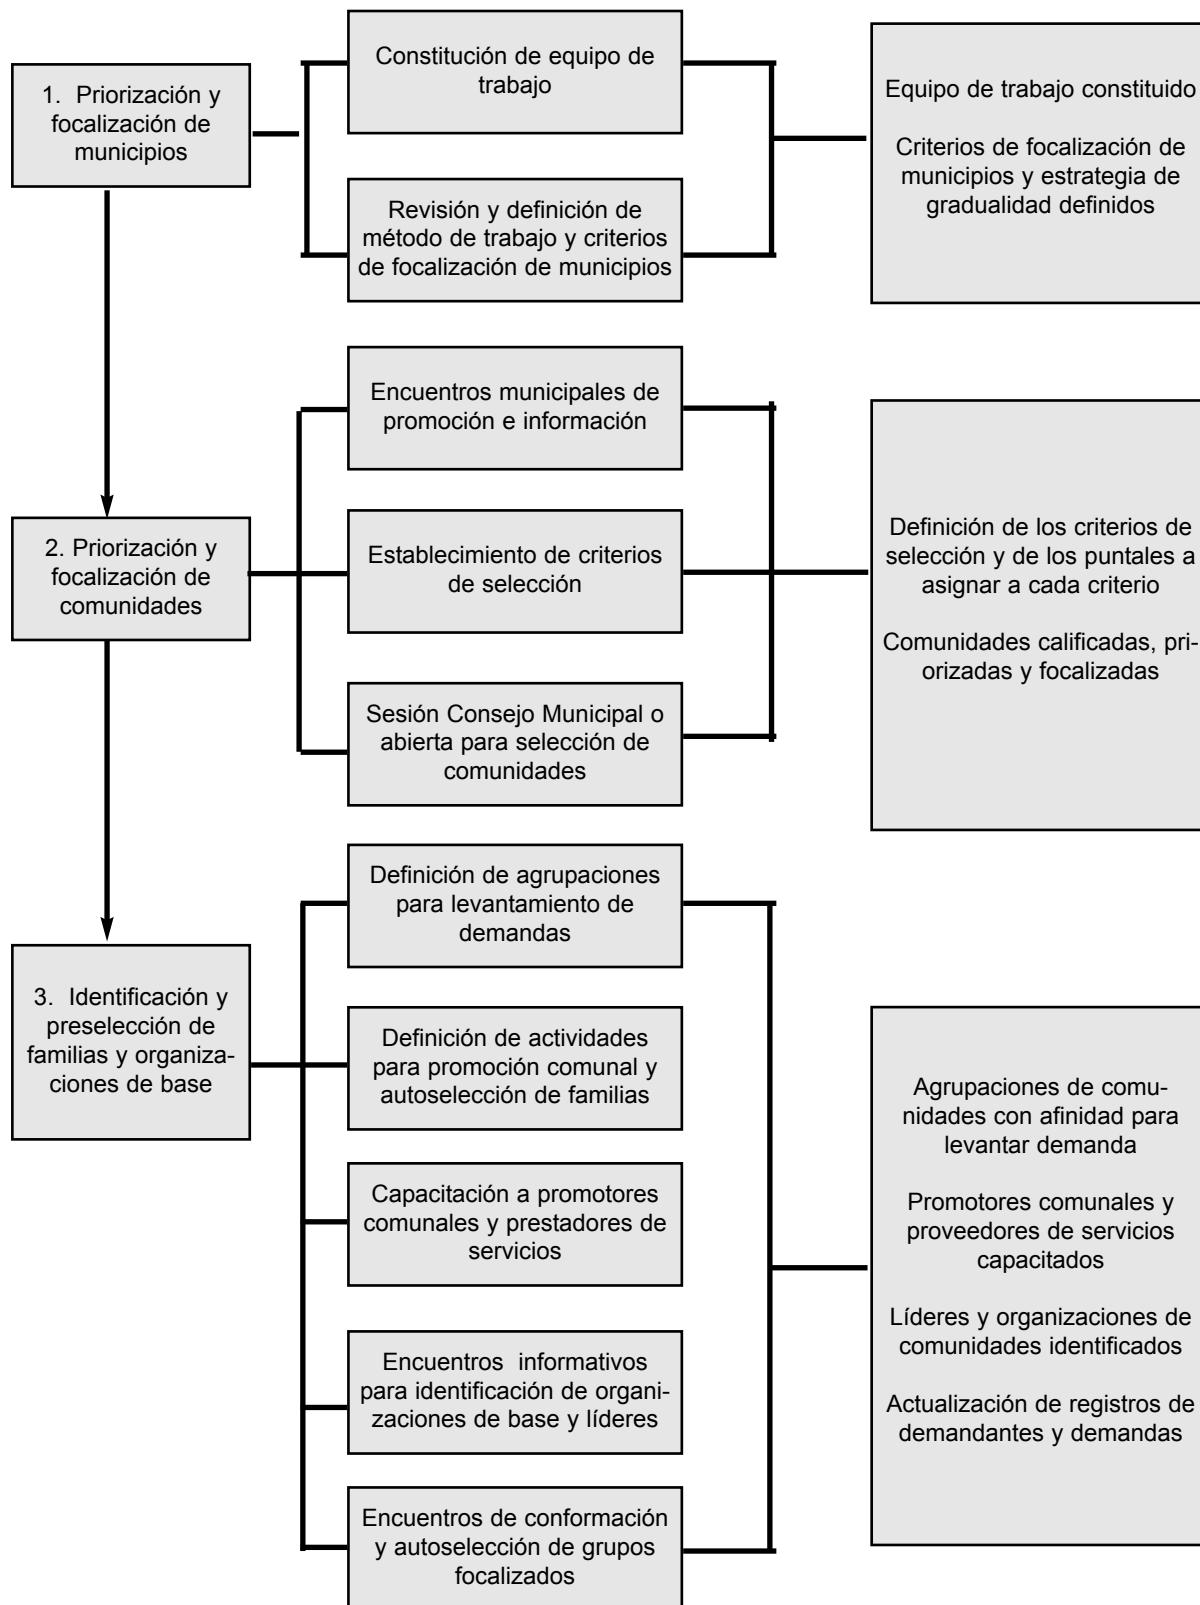 1.  Priorización y
focalización de
municipios
Constitución de equipo de
trabajo
Revisión y definición de
método de trabajo y criterios
de focalización de municipios
Equipo de trabajo constituido
Criterios de focalización de
municipios y estrategia de
gradualidad definidos
2. Priorización y
focalización de
comunidades
Encuentros municipales de
promoción e información
Establecimiento de criterios
de selección
Sesión Consejo Municipal o
abierta para selección de
comunidades
Definición de los criterios de
selección y de los puntales a
asignar a cada criterio
Comunidades calificadas, pri-
orizadas y focalizadas
3.  Identificación y
preselección de
familias y organiza-
ciones de base
Definición de agrupaciones
para levantamiento de
demandas
Definición de actividades
para promoción comunal y
autoselección de familias
Capacitación a promotores
comunales y prestadores de
servicios
Encuentros  informativos
para identificación de organi-
zaciones de base y líderes
Encuentros de conformación
y autoselección de grupos
focalizados
Agrupaciones de comu-
nidades con afinidad para
levantar demanda
Promotores comunales y
proveedores de servicios
capacitados
Líderes y organizaciones de
comunidades identificados
Actualización de registros de
demandantes y demandas